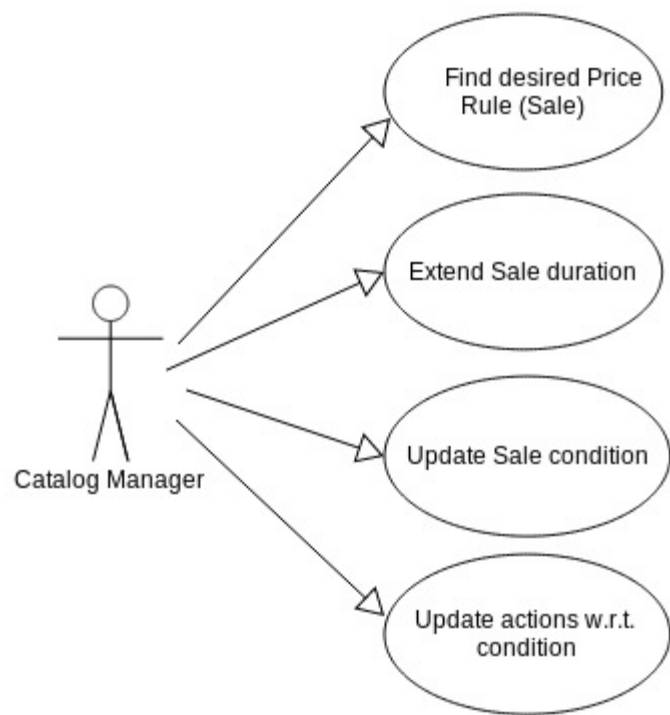 Find desired Price
Rule (Sale)
Extend Sale duration
Catalog Manager
Update Sale condition
Update actions w.r.t.
condition